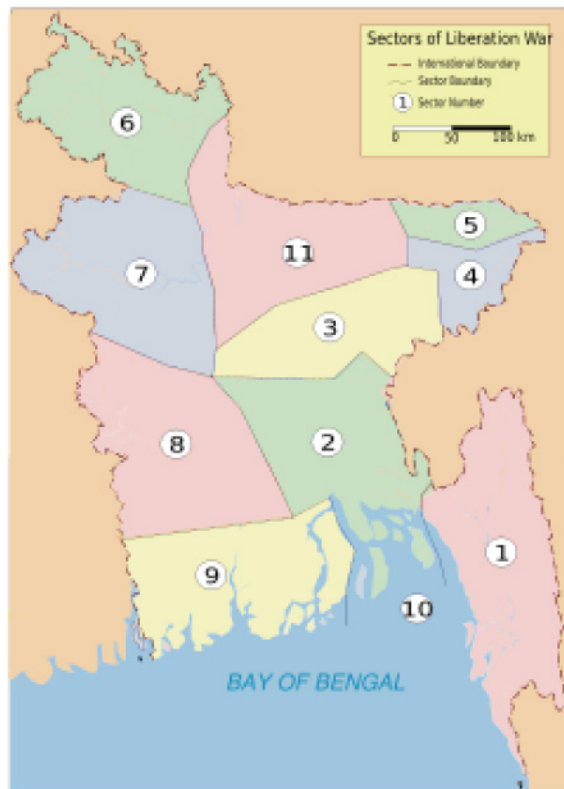 Sectors of Liberation War
International Boundary
Sector Boundary
1 Sector Number
0 50 100 km
6
5
11
4
7
3
2
8
1
9
10
BAY OF BENGAL